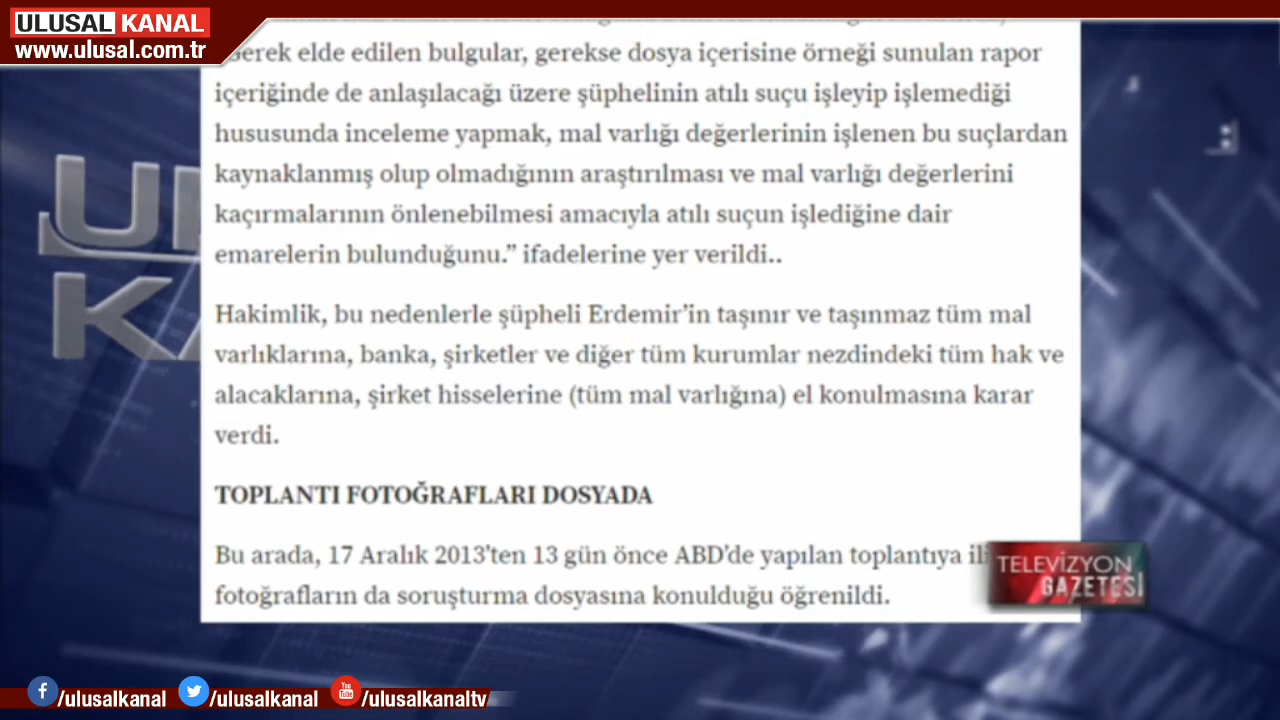 ULUSAL KANAL
www.ulusal.com.tr
Gerek elde edilen bulgular, gerekse dosya içerisine örneği sunulan rapor
içeriğinde de anlaşılacağı üzere şüphelinin atılı suçu işleyip işlemediği
hususunda inceleme yapmak, mal varlığı değerlerinin işlenen bu suçlardan
kaynaklanmış olup olmadığının araştırılması ve mal varlığı değerlerini
kaçırmalarının önlenebilmesi amacıyla atılı suçun işlediğine dair
emarelerin bulunduğunu.” ifadelerine yer verildi..
Hakimlik, bu nedenlerle şüpheli Erdemir’in taşınır ve taşınmaz tüm mal
varlıklarına, banka, şirketler ve diğer tüm kurumlar nezdindeki tüm hak ve
alacaklarına, şirket hisselerine (tüm mal varlığına) el konulmasına karar
verdi.
TOPLANTI FOTOĞRAFLARI DOSYADA
Bu arada, 17 Aralık 2013’ten 13 gün önce ABD’de yapılan toplantıya
fotoğrafların da soruşturma dosyasına konulduğu öğrenildi.
TELEVİZYON
GAZETESİ
/ulusalkanal /ulusalkanal /ulusalkanaltv